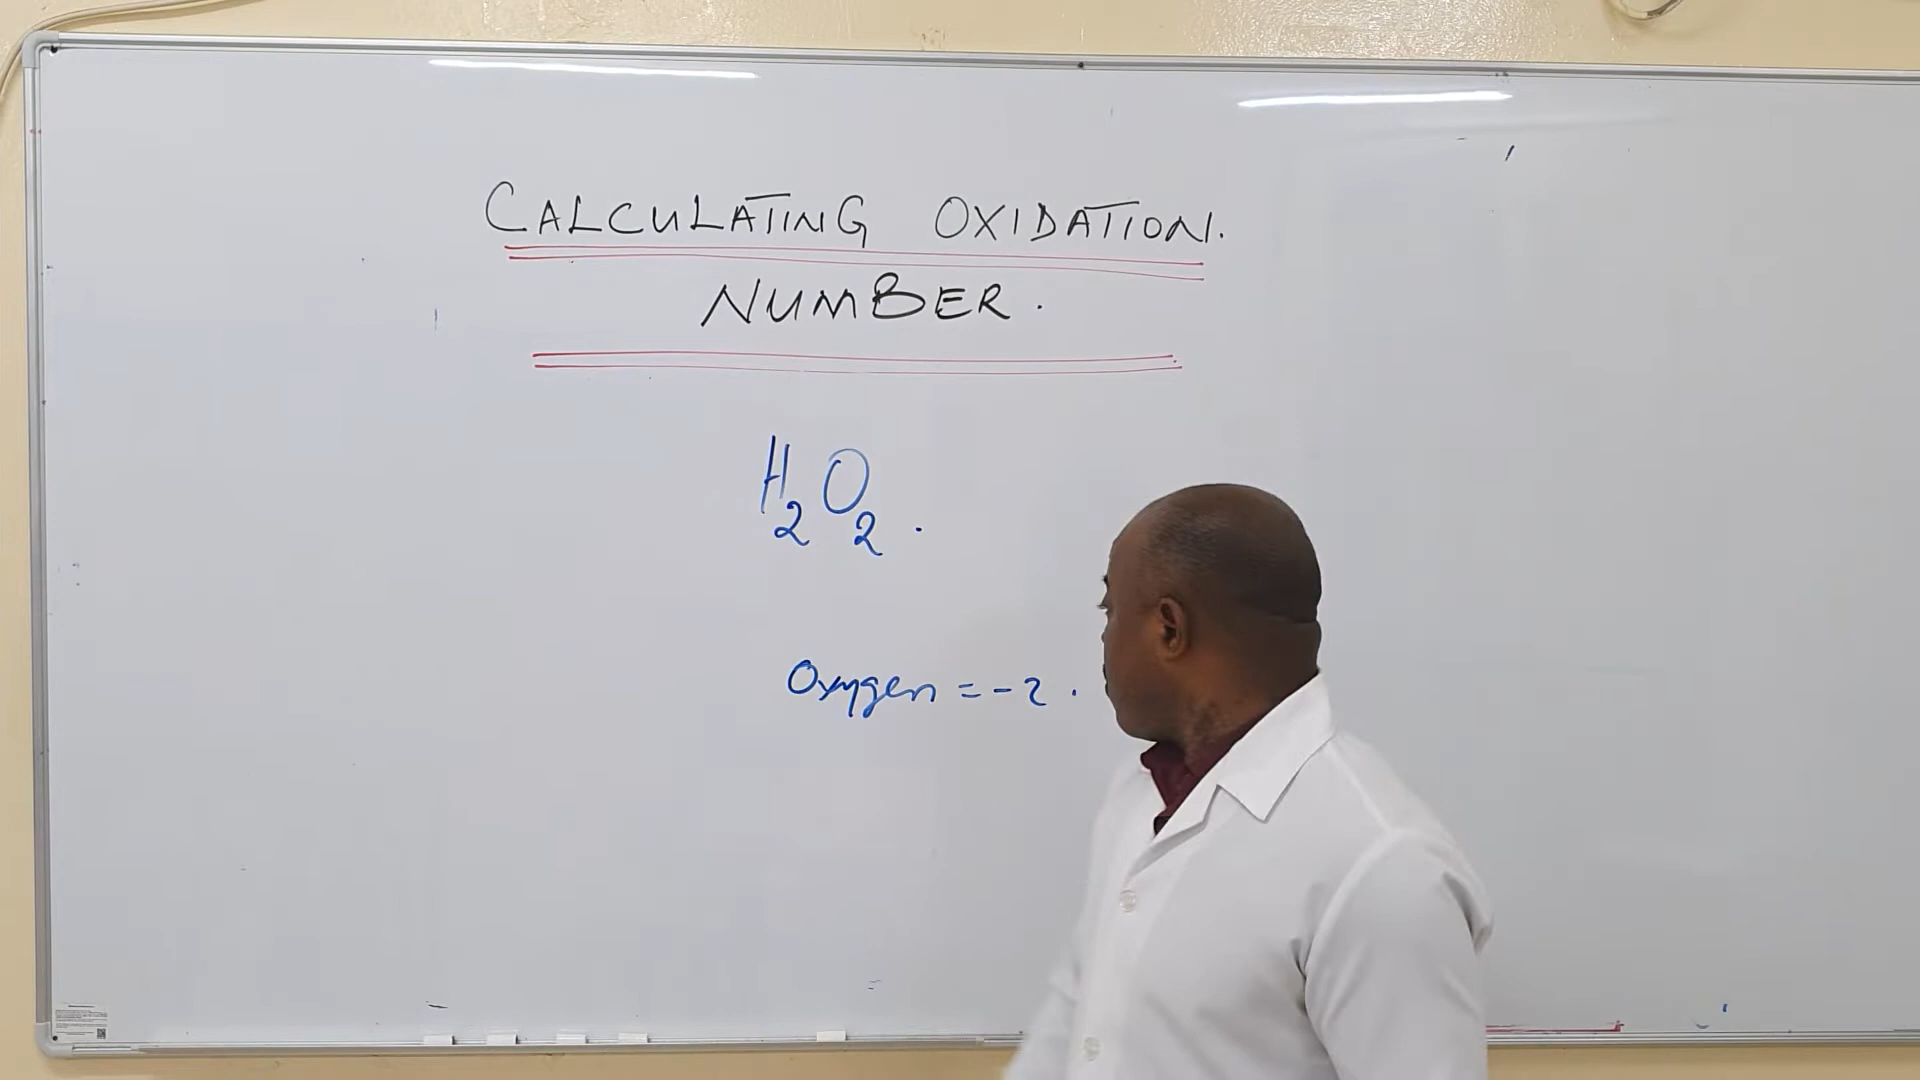 CALCULATING OXIDATION.
NUMBER.
H₂O₂.
Oxygen = -2.